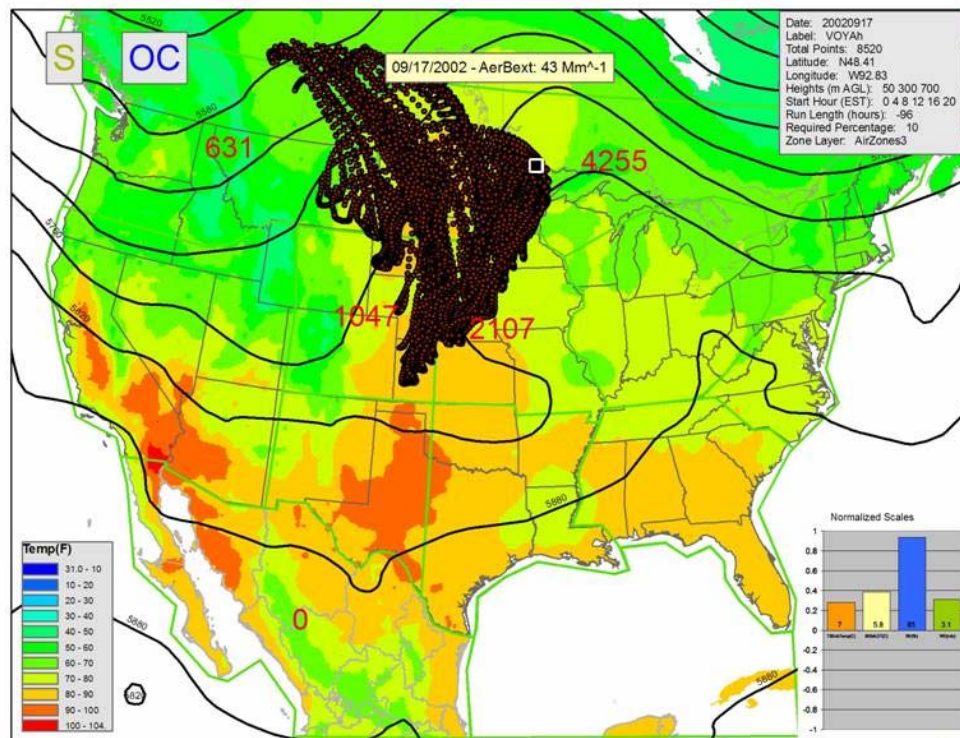 S
OC
5520
5580
09/17/2002 - AerBext: 43 Mm^-1
Date: 20020917
Label: VOYAh
Total Points: 8520
Latitude: N48.41
Longitude: W92.83
Heights (m AGL): 50 300 700
Start Hour (EST): 0 4 8 12 16 20
Run Length (hours): -96
Required Percentage: 10
Zone Layer: AirZones3
631
4255
5760
1047
2107
5820
5880
0
5880
5820
5880
Temp(F)
31.0 - 10
10 - 20
20 - 30
30 - 40
40 - 50
50 - 60
60 - 70
70 - 80
80 - 90
90 - 100
100 - 104.
Normalized Scales
1
0.8
0.6
0.4
0.2
0
-0.2
-0.4
-0.6
-0.8
-1
7
5.8
3.1